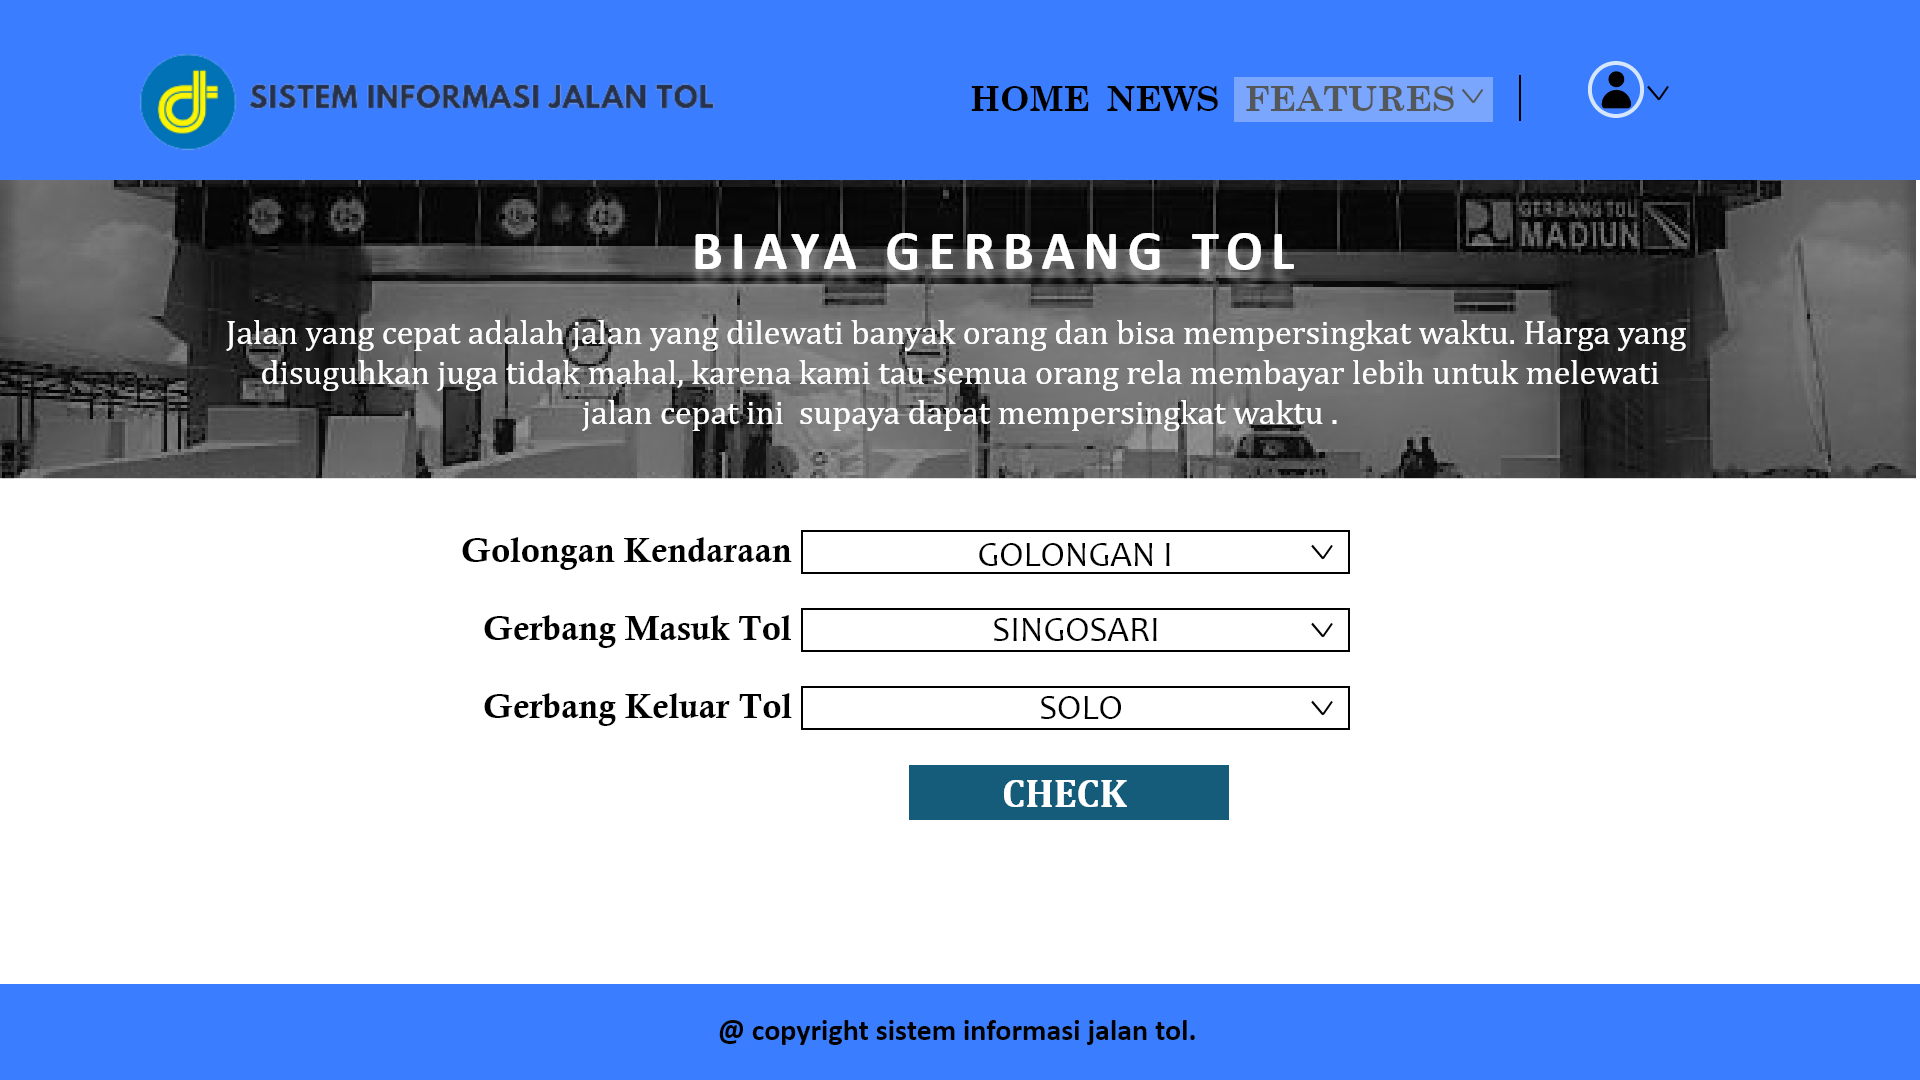 SISTEM INFORMASI JALAN TOL
HOME NEWS FEATURES
GERBANG TOL
MADIUN
BIAYA GERBANG TOL
Jalan yang cepat adalah jalan yang dilewati banyak orang dan bisa mempersingkat waktu. Harga yang
disuguhkan juga tidak mahal, karena kami tau semua orang rela membayar lebih untuk melewati
jalan cepat ini supaya dapat mempersingkat waktu .
Golongan Kendaraan GOLONGAN I
Gerbang Masuk Tol SINGOSARI
Gerbang Keluar Tol SOLO
CHECK
@ copyright sistem informasi jalan tol.